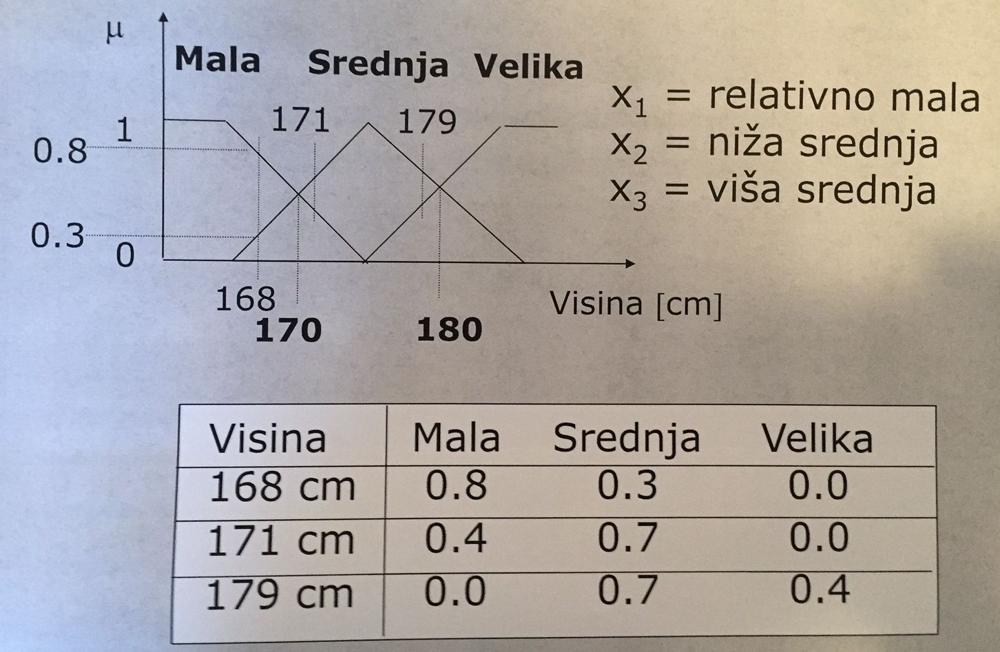 μ
Mala Srednja Velika
171 179
1
0.8
0.3
0
168
170 180
Visina [cm]
x₁ = relativno mala
x₂ = niža srednja
x₃ = viša srednja
Visina Mala Srednja Velika
168 cm 0.8 0.3 0.0
171 cm 0.4 0.7 0.0
179 cm 0.0 0.7 0.4